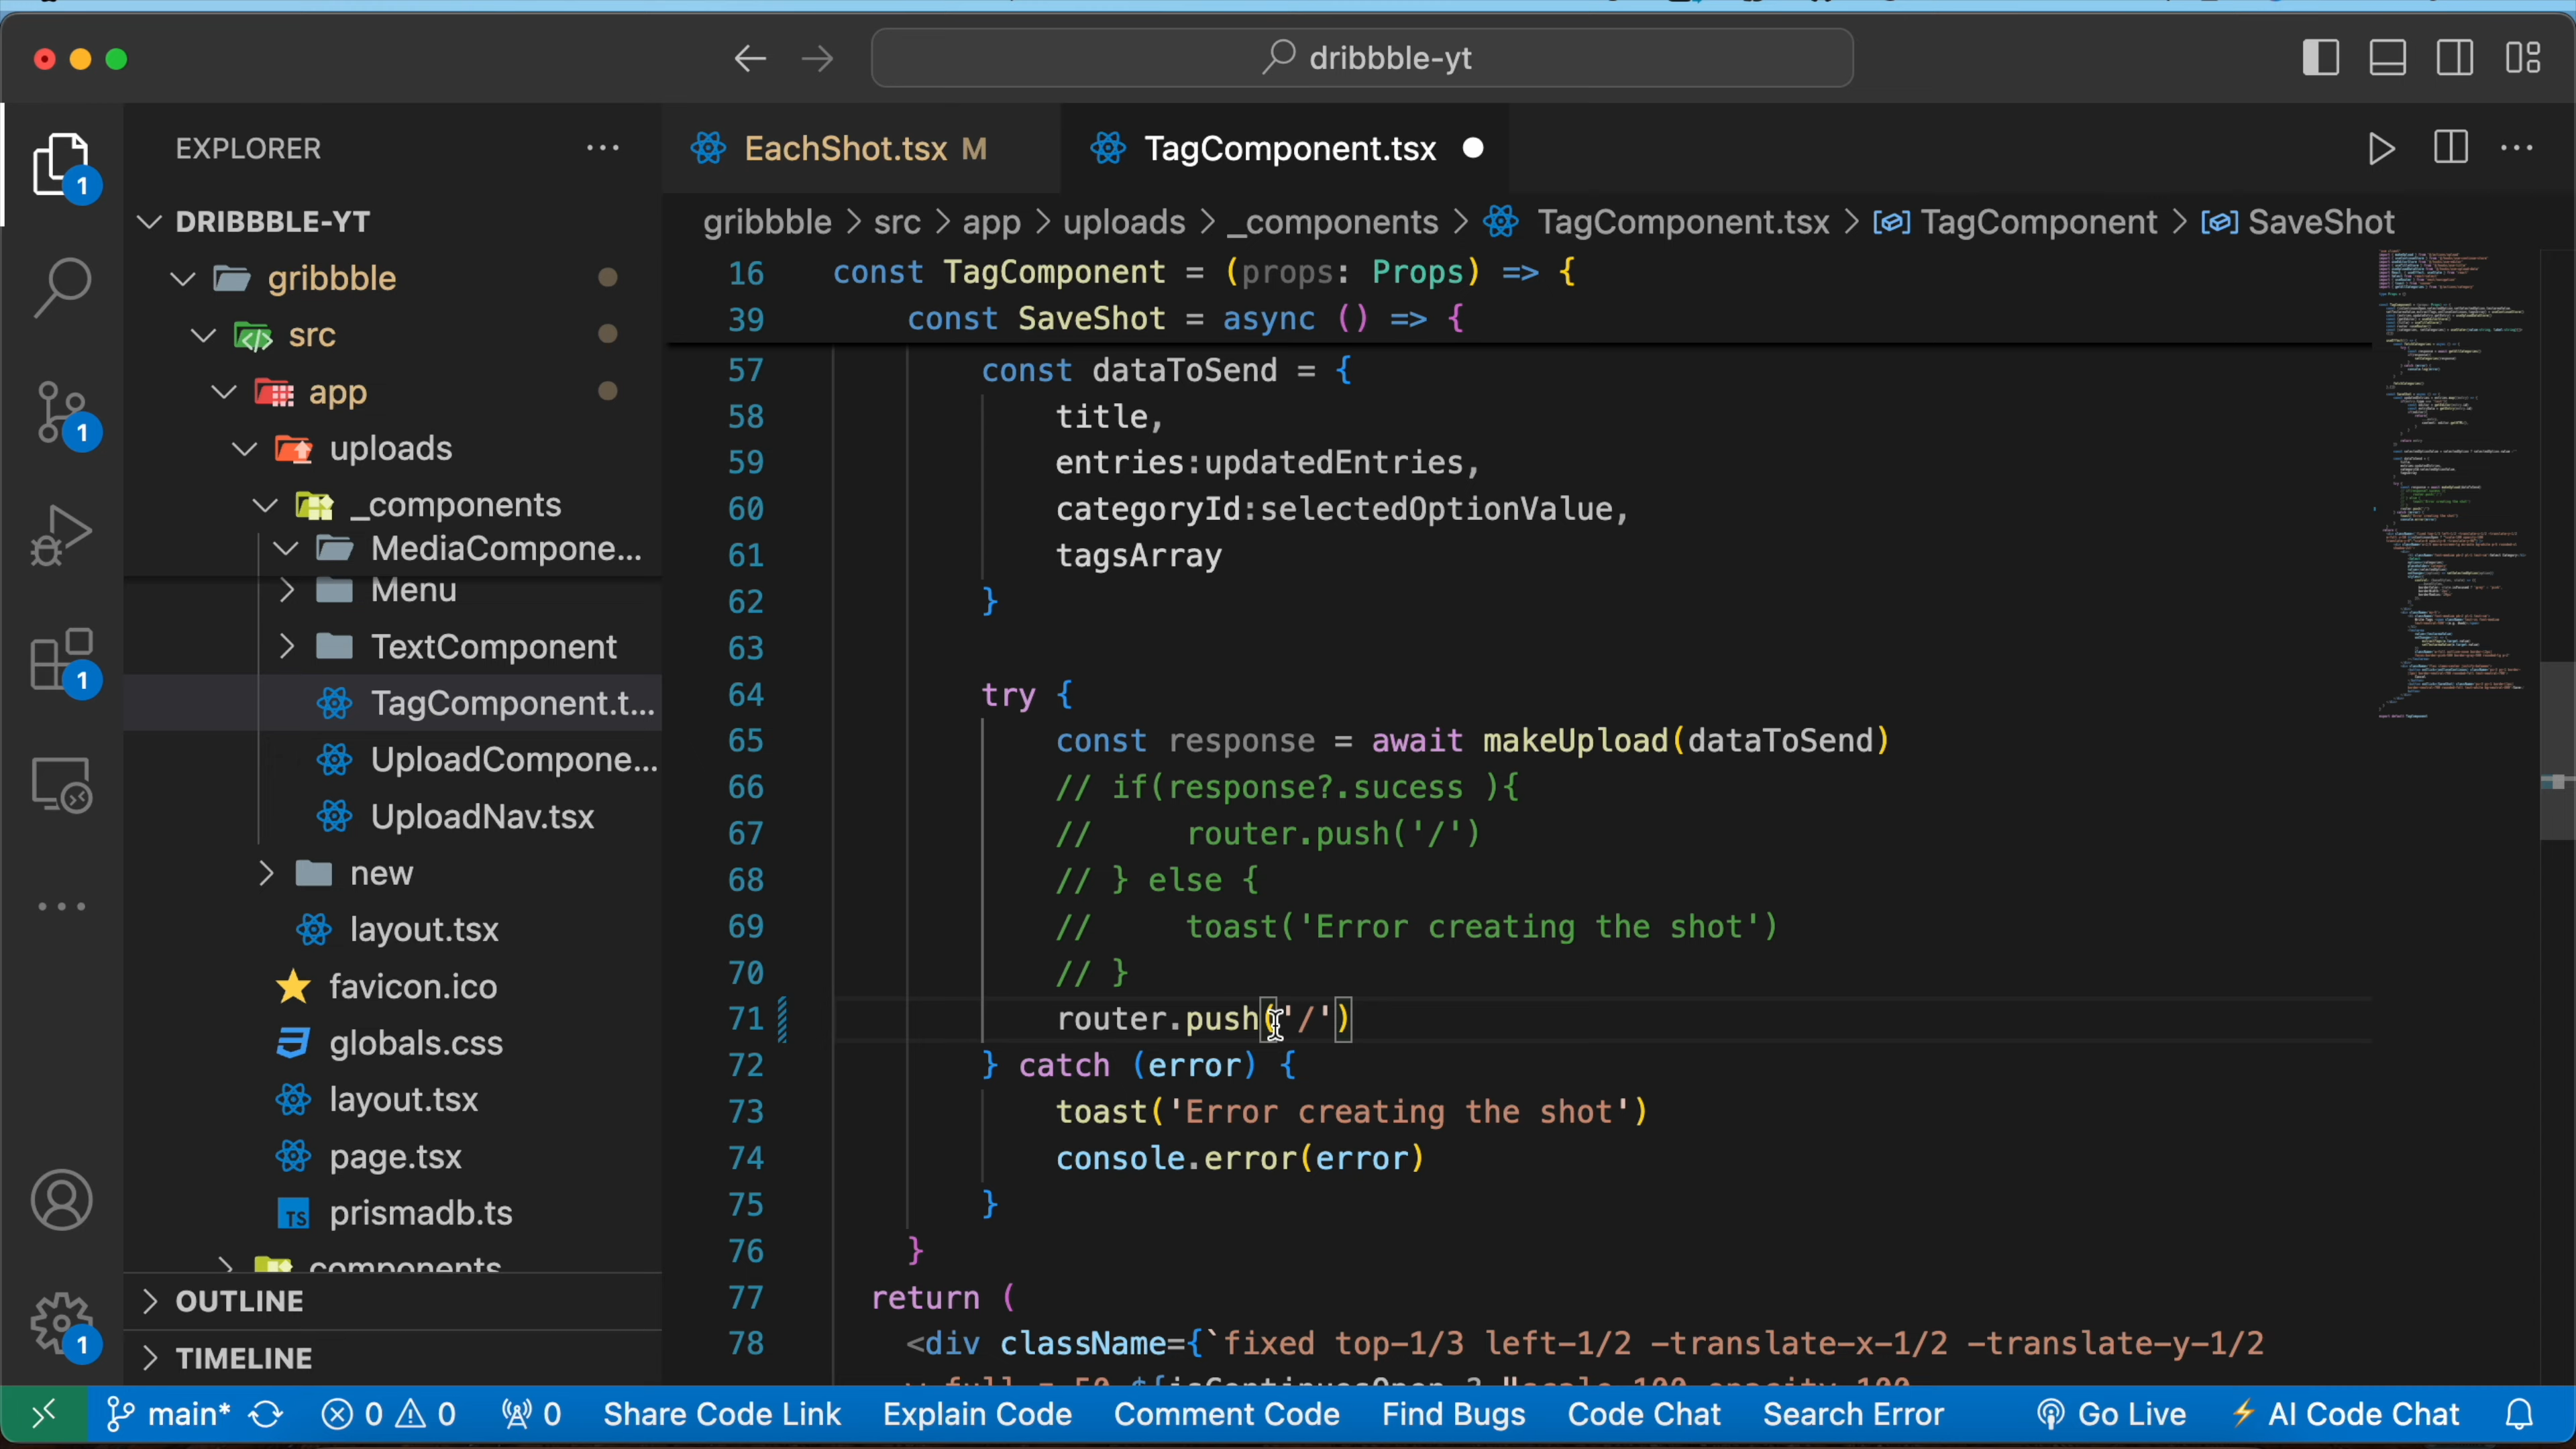 dribbble-yt
EXPLORER
EachShot.tsx M
TagComponent.tsx
DRIBBBLE-YT
gribbble > src > app > uploads > _components > TagComponent.tsx > TagComponent > SaveShot
gribbble
src
app
uploads
_components
MediaCompone...
Menu
TextComponent
TagComponent.t...
UploadCompone...
UploadNav.tsx
new
layout.tsx
favicon.ico
globals.css
layout.tsx
page.tsx
TS prismadb.ts
components
OUTLINE
TIMELINE
1
1
1
1
16 const TagComponent = (props: Props) => {
39 const SaveShot = async () => {
57 const dataToSend = {
58 title,
59 entries:updatedEntries,
60 categoryId:selectedOptionValue,
61 tagsArray
62 }
63
64 try {
65 const response = await makeUpload(dataToSend)
66 // if(response?.sucess ){
67 // router.push('/')
68 // } else {
69 // toast('Error creating the shot')
70 // }
71 router.push('/')
72 } catch (error) {
73 toast('Error creating the shot')
74 console.error(error)
75 }
76 }
77 return (
78 <div className={`fixed top-1/3 left-1/2 -translate-x-1/2 -translate-y-1/2
main* 0 0 0 Share Code Link Explain Code Comment Code Find Bugs Code Chat Search Error Go Live AI Code Chat